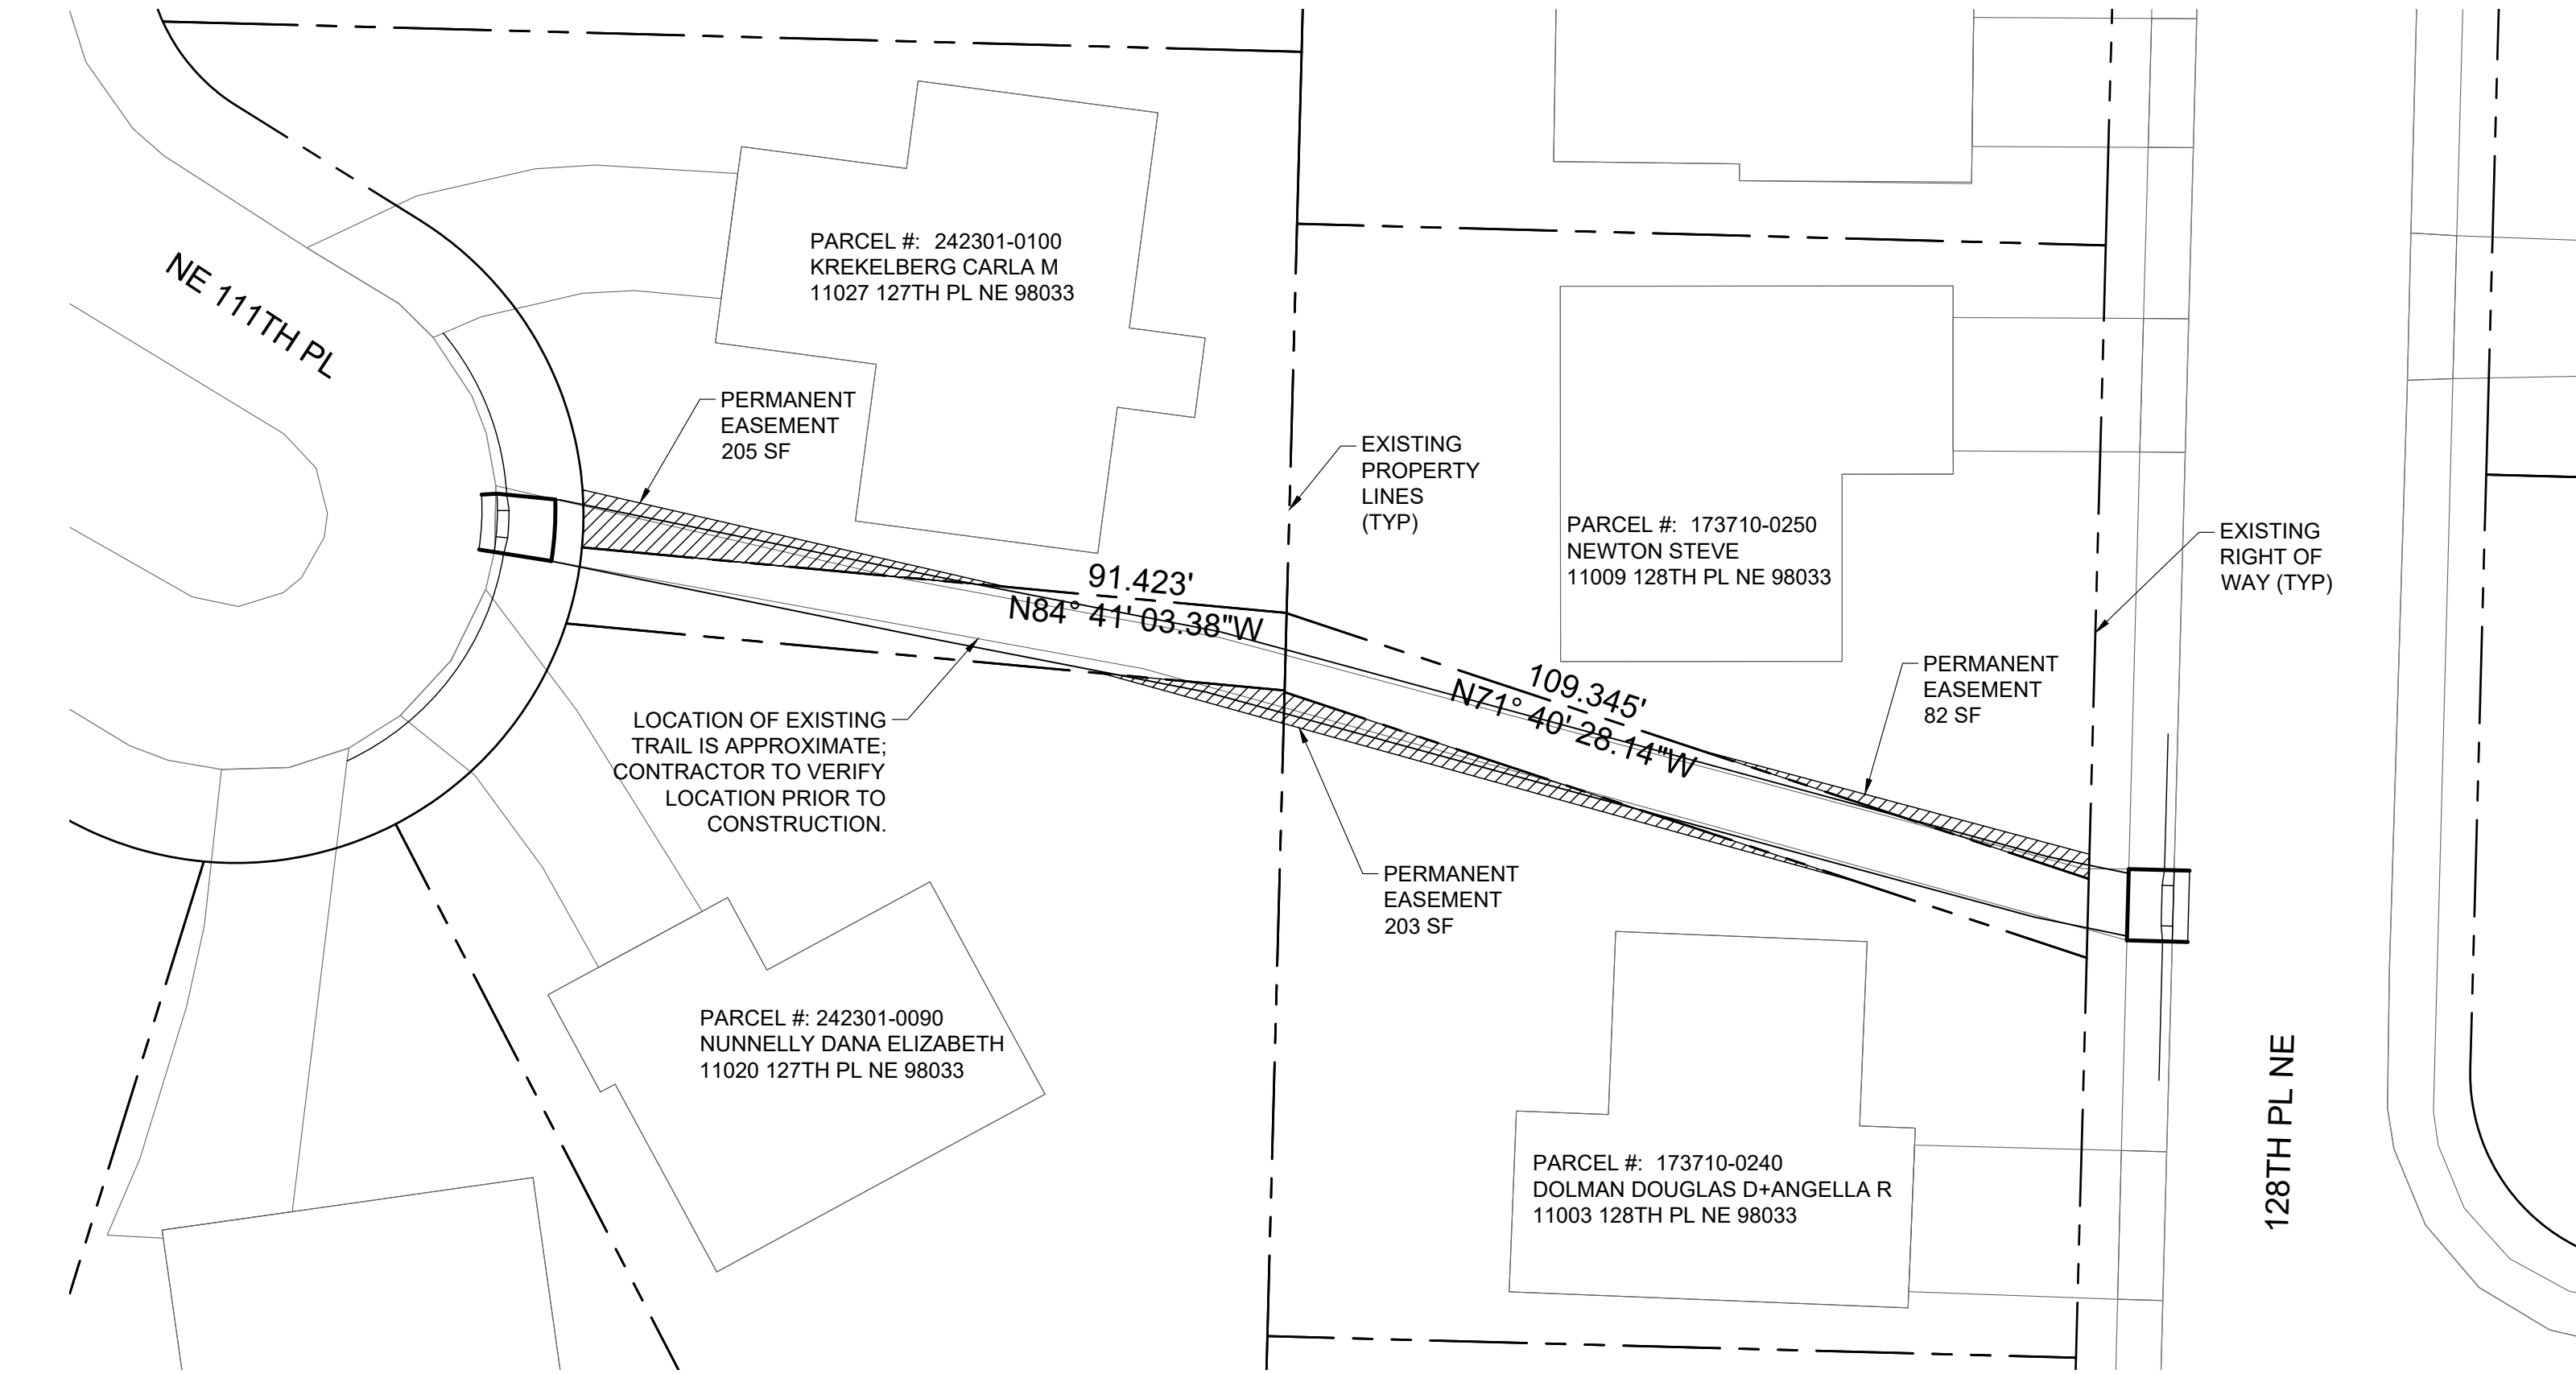 NE 111TH PL
PARCEL #: 242301-0100
KREKELBERG CARLA M
11027 127TH PL NE 98033
PERMANENT
EASEMENT
205 SF
EXISTING
PROPERTY
LINES
(TYP)
PARCEL #: 173710-0250
NEWTON STEVE
11009 128TH PL NE 98033
EXISTING
RIGHT OF
WAY (TYP)
91.423'
N84° 41' 03.38"W
109.345'
N71° 40' 28.14"W
PERMANENT
EASEMENT
82 SF
LOCATION OF EXISTING
TRAIL IS APPROXIMATE;
CONTRACTOR TO VERIFY
LOCATION PRIOR TO
CONSTRUCTION.
PERMANENT
EASEMENT
203 SF
PARCEL #: 242301-0090
NUNNELLY DANA ELIZABETH
11020 127TH PL NE 98033
PARCEL #: 173710-0240
DOLMAN DOUGLAS D+ANGELLA R
11003 128TH PL NE 98033
128TH PL NE